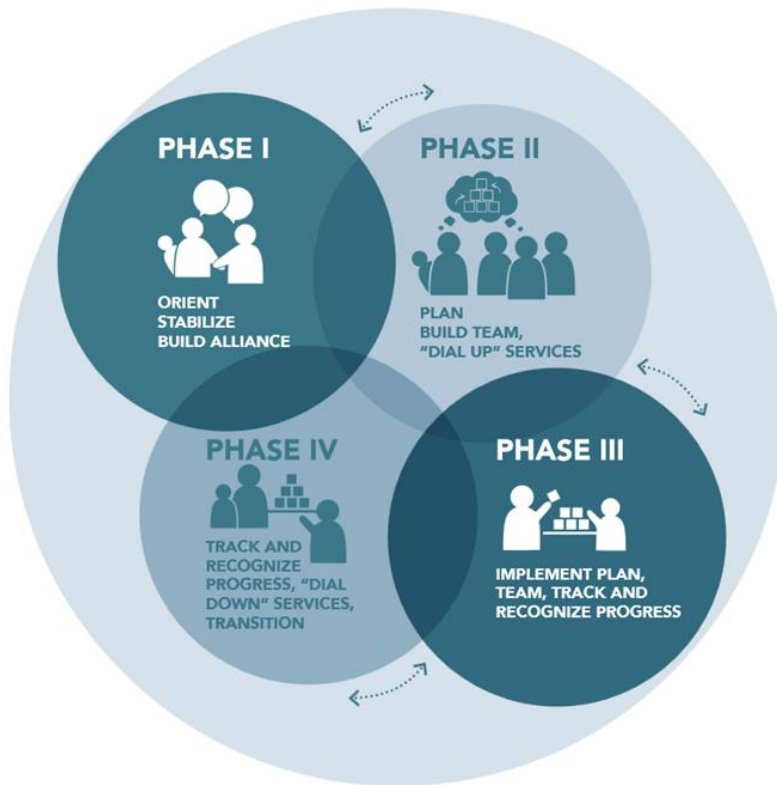 PHASE I
ORIENT
STABILIZE
BUILD ALLIANCE
PHASE II
PLAN
BUILD TEAM,
"DIAL UP" SERVICES
PHASE III
IMPLEMENT PLAN,
TEAM, TRACK AND
RECOGNIZE PROGRESS
PHASE IV
TRACK AND
RECOGNIZE
PROGRESS, "DIAL
DOWN" SERVICES,
TRANSITION